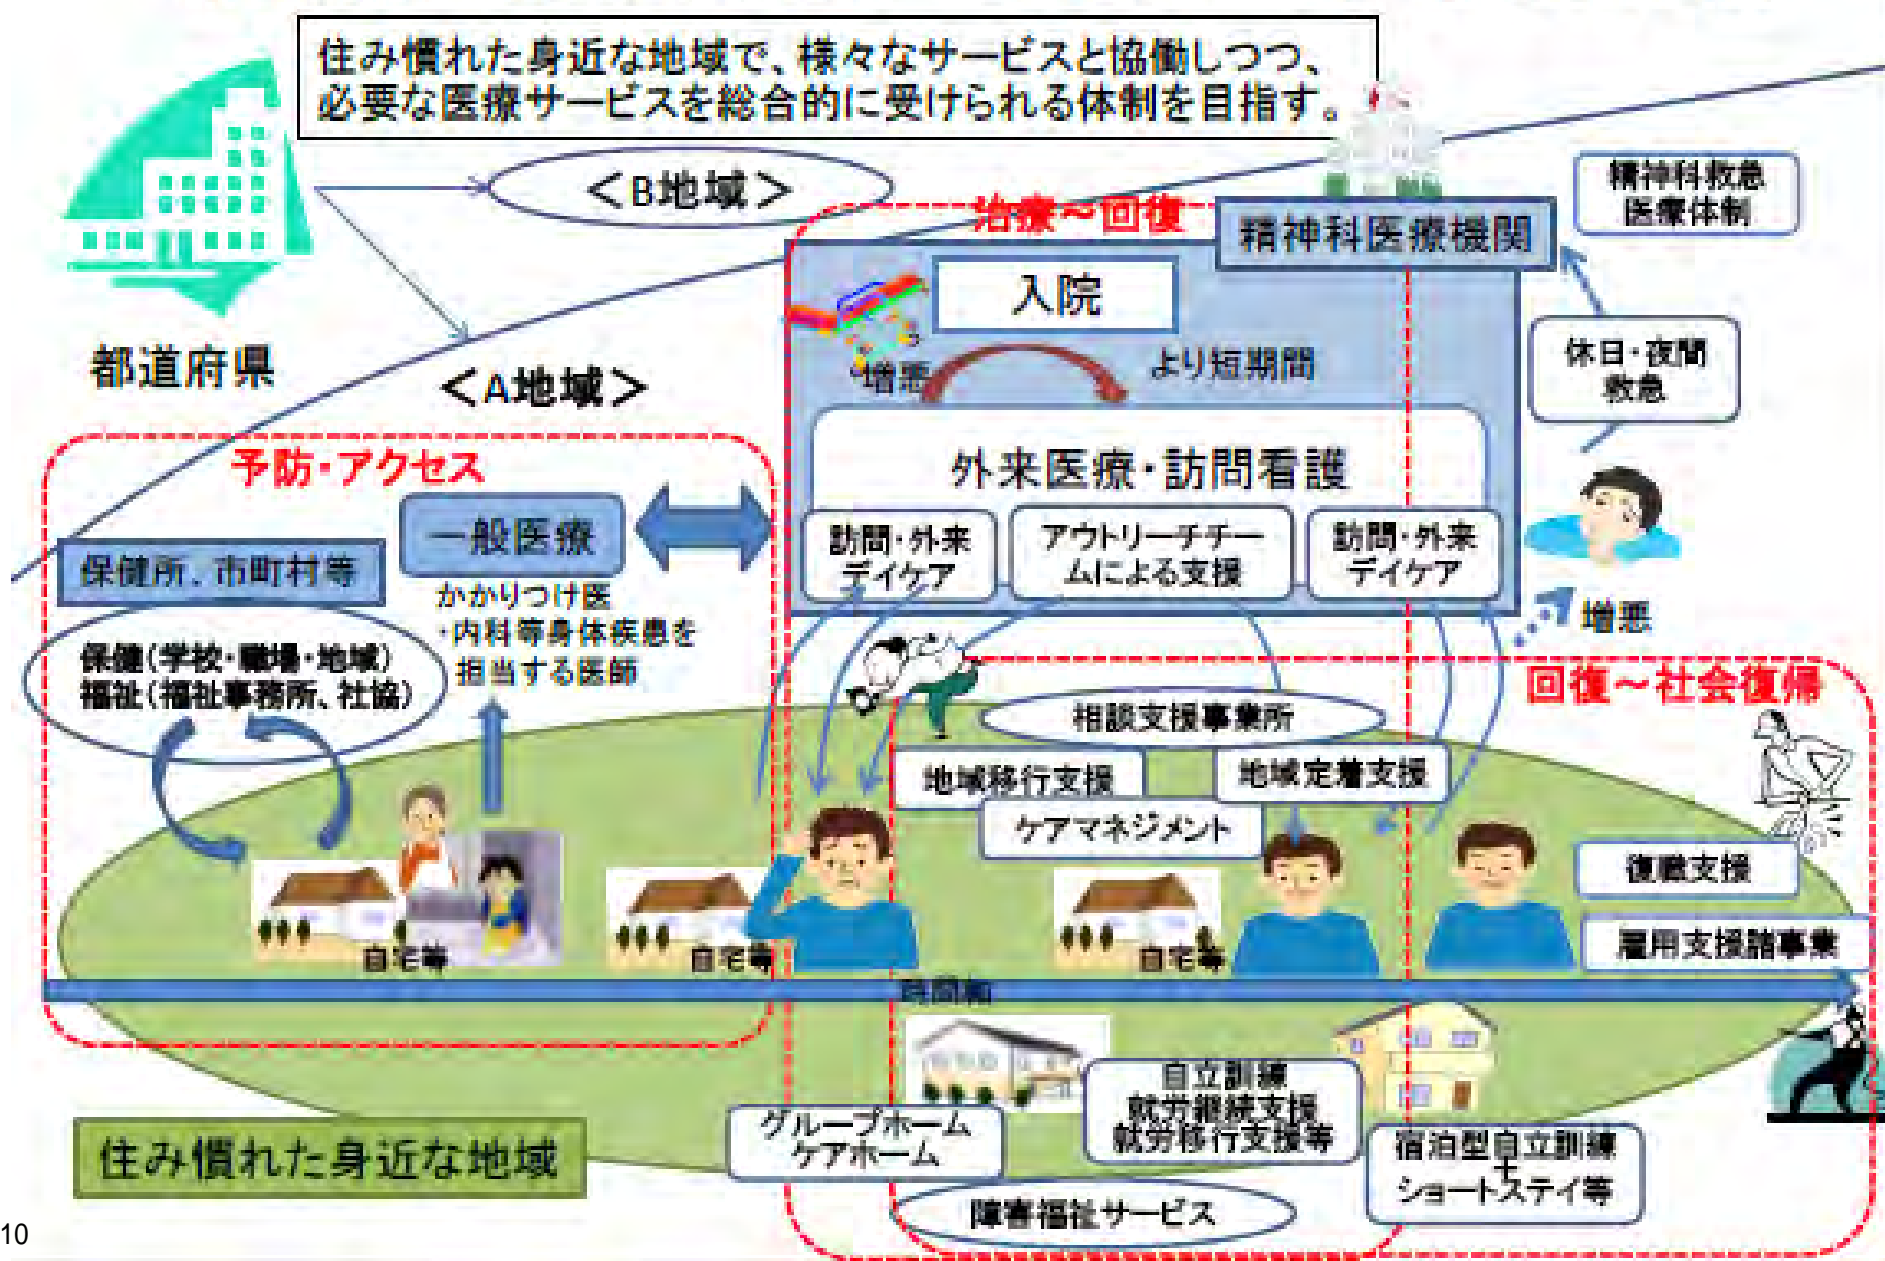 住み慣れた身近な地域で、様々なサービスと協働しつつ、
必要な医療サービスを総合的に受けられる体制を目指す。
＜B地域＞
都道府県
＜A地域＞
治療～回復
精神科医療機関
精神科救急
医療体制
入院
増悪
より短期間
休日・夜間
救急
外来医療・訪問看護
訪問・外来
デイケア
アウトリーチチー
ムによる支援
訪問・外来
デイケア
増悪
予防・アクセス
一般医療
かかりつけ医
・内科等身体疾患を
担当する医師
保健所、市町村等
保健(学校・職場・地域)
福祉(福祉事務所、社協)
回復～社会復帰
相談支援事業所
地域移行支援
地域定着支援
ケアマネジメント
復職支援
雇用支援諸事業
自宅等
自宅等
自宅等
時間軸
自立訓練
就労継続支援
就労移行支援等
グループホーム
ケアホーム
宿泊型自立訓練
＋
ショートステイ等
障害福祉サービス
住み慣れた身近な地域
10